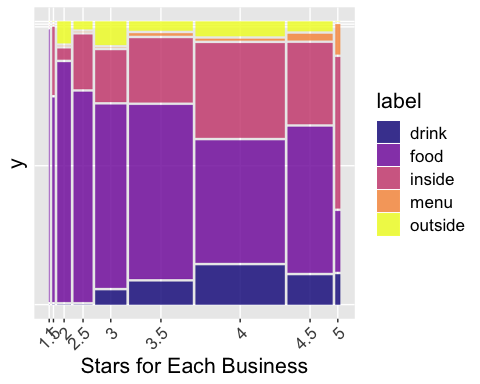 y
1.5
2
2.5
3
3.5
4
4.5
5
Stars for Each Business
label
drink
food
inside
menu
outside